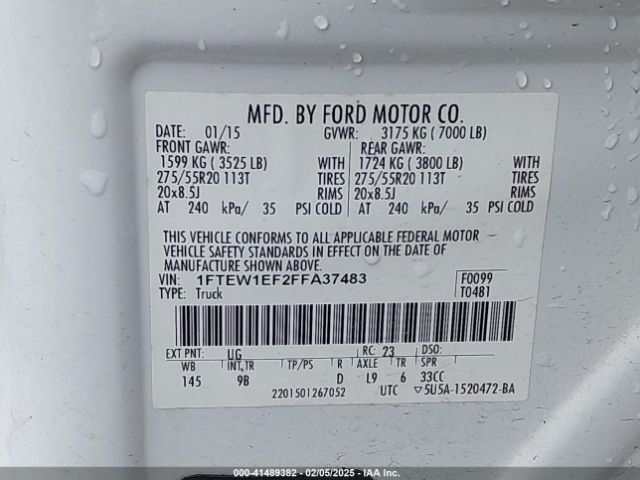 MFD. BY FORD MOTOR CO.
DATE: 01/15 GVWR: 3175 KG ( 7000 LB)
FRONT GAWR: REAR GAWR:
1599 KG ( 3525 LB) WITH 1724 KG ( 3800 LB) WITH
275/55R20 113T TIRES 275/55R20 113T TIRES
20x8.5J RIMS 20x8.5J RIMS
AT 240 kPa/ 35 PSI COLD AT 240 kPa/ 35 PSI COLD
THIS VEHICLE CONFORMS TO ALL APPLICABLE FEDERAL MOTOR
VEHICLE SAFETY STANDARDS IN EFFECT ON THE DATE OF
MANUFACTURE SHOWN ABOVE.
VIN: 1FTEW1EF2FFA37483 F0099
TYPE: Truck T0481
EXT PNT: UG RC: 23 DSO:
WB INT TR TP/PS R AXLE TR SPR
145 9B D L9 6 33CC
2201501267052 UTC ▽5U5A-1520472-BA
000-41489382 - 02/05/2025 - IAA Inc.